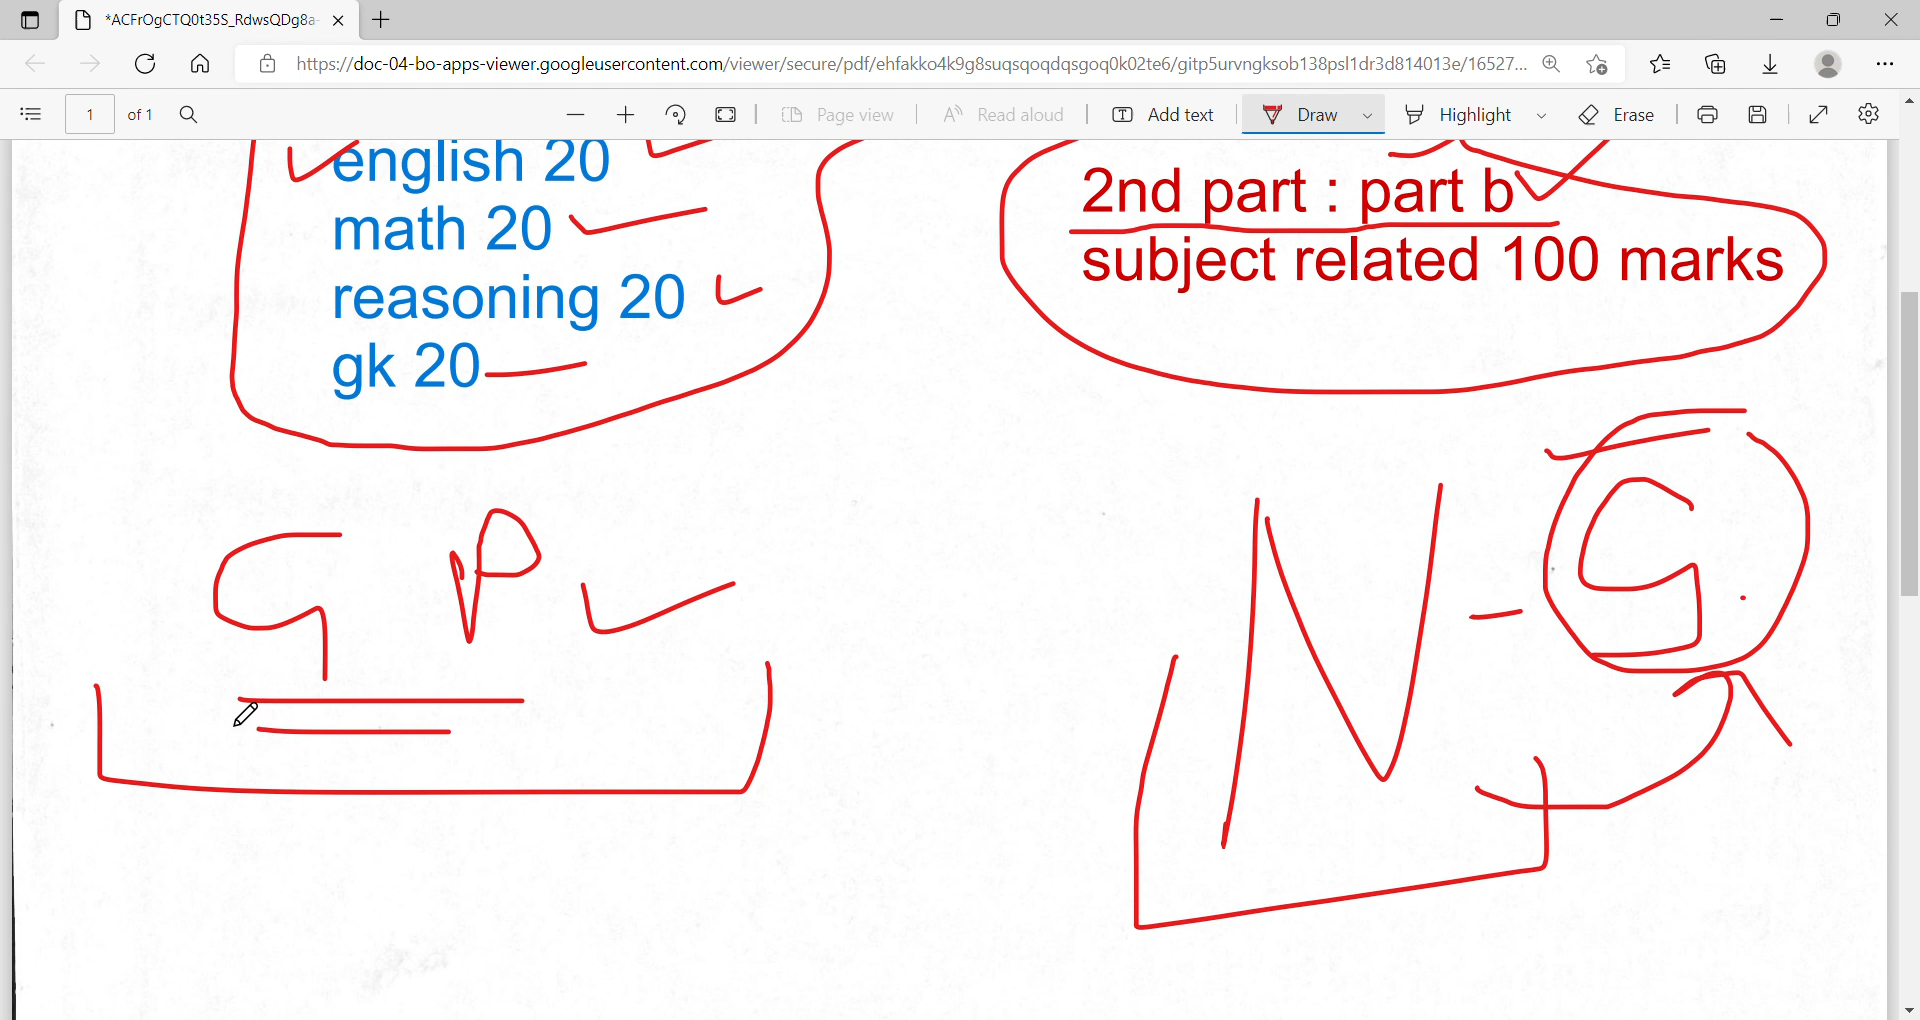 *ACFrOgCTQ0t35S_RdwsQDg8a-
https://doc-04-bo-apps-viewer.googleusercontent.com/viewer/secure/pdf/ehfakko4k9g8suqsqoqdqsgoq0k02te6/gitp5urvngksob138psl1dr3d814013e/16527...
1 of 1
Page view
Read aloud
Add text
Draw
Highlight
Erase
english 20
math 20
reasoning 20
gk 20
2nd part : part b
subject related 100 marks
G P
N - G